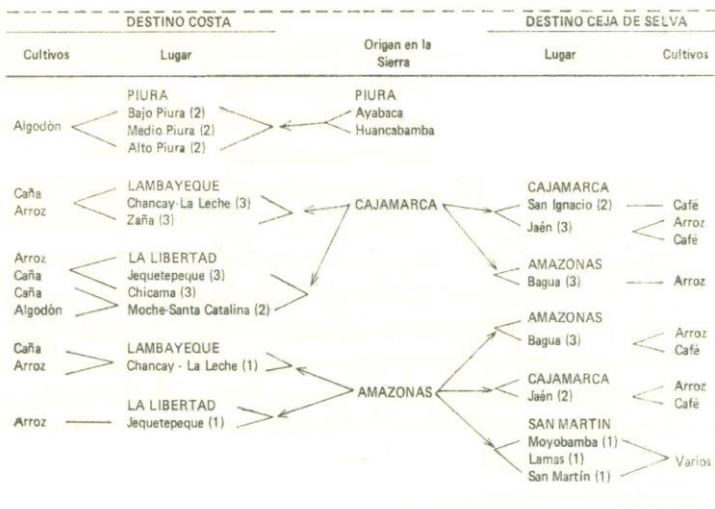 DESTINO COSTA DESTINO CEJA DE SELVA
Cultivos Lugar Origen en la Sierra Lugar Cultivos
PIURA PIURA
Bajo Piura (2) Ayabaca
Algodón Medio Piura (2) Huancabamba
Alto Piura (2)
LAMBAYEQUE CAJAMARCA
Caña Chancay-La Leche (3) CAJAMARCA San Ignacio (2) Café
Arroz Zaña (3) Jaén (3) Arroz
Café
Arroz LA LIBERTAD AMAZONAS
Caña Jequetepeque (3) Bagua (3) Arroz
Caña Chicama (3)
Algodón Moche-Santa Catalina (2) AMAZONAS
Bagua (3) Arroz
Café
Caña LAMBAYEQUE
Arroz Chancay - La Leche (1) CAJAMARCA Arroz
AMAZONAS Jaén (2) Café
LA LIBERTAD SAN MARTIN
Arroz Jequetepeque (1) Moyobamba (1)
Lamas (1) Varios
San Martín (1)